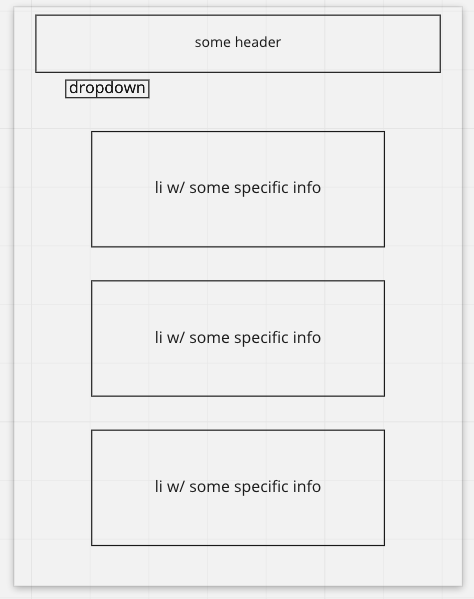 some header
dropdown
li w/ some specific info
li w/ some specific info
li w/ some specific info